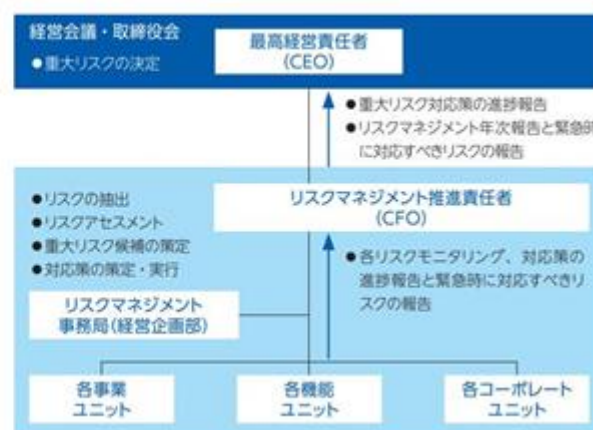 経営会議・取締役会
●重大リスクの決定
最高経営責任者
(CEO)
●重大リスク対応策の進捗報告
●リスクマネジメント年次報告と緊急時
に対応すべきリスクの報告
●リスクの抽出
●リスクアセスメント
●重大リスク候補の策定
●対応策の策定・実行
リスクマネジメント推進責任者
(CFO)
●各リスクモニタリング、対応策の
進捗報告と緊急時に対応すべきリ
スクの報告
リスクマネジメント
事務局(経営企画部)
各事業
ユニット
各機能
ユニット
各コーポレート
ユニット